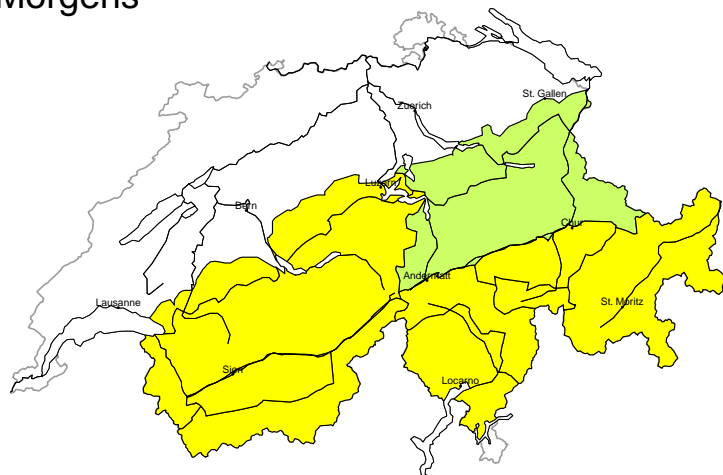 Morgens
St. Gallen
Zuerich
Luzern
Bern
Chur
Andermatt
Lausanne
St. Moritz
Sion
Locarno